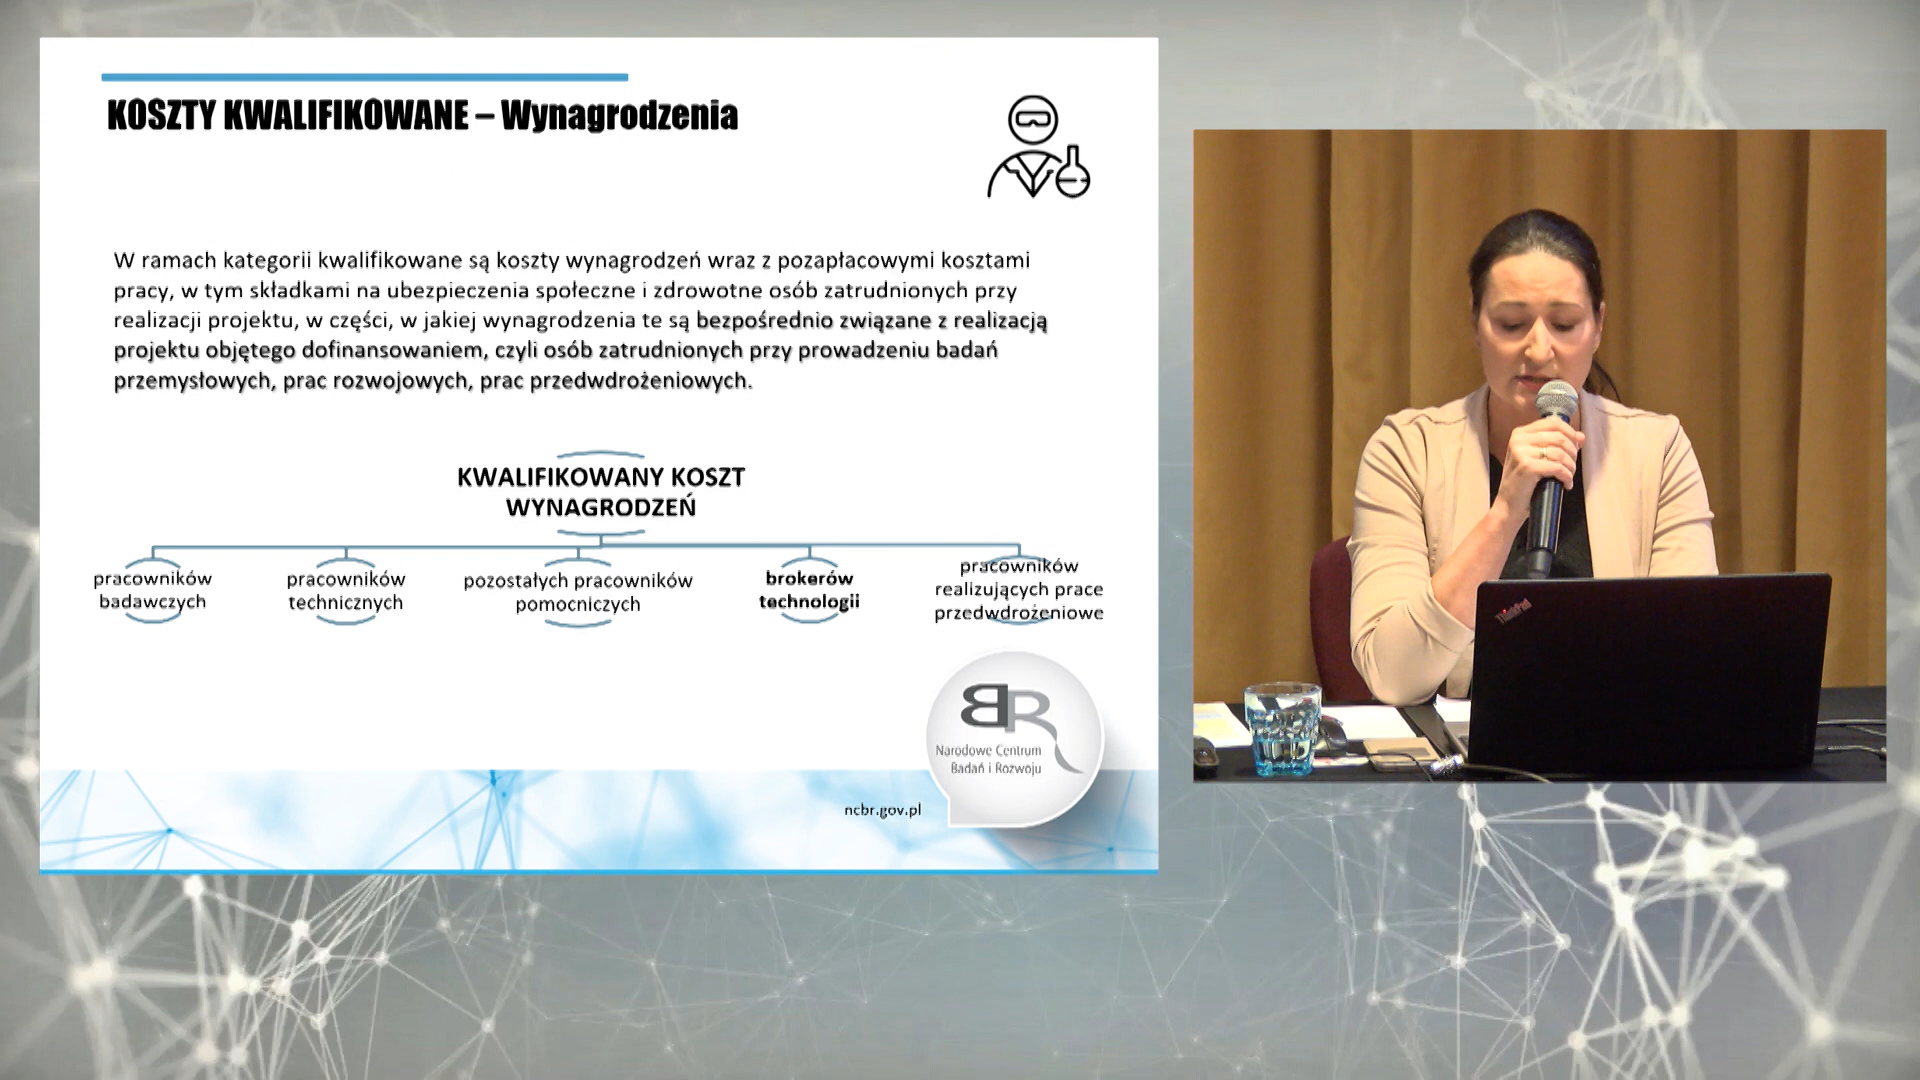 KOSZTY KWALIFIKOWANE – Wynagrodzenia
W ramach kategorii kwalifikowane są koszty wynagrodzeń wraz z pozapłacowymi kosztami
pracy, w tym składkami na ubezpieczenia społeczne i zdrowotne osób zatrudnionych przy
realizacji projektu, w części, w jakiej wynagrodzenia te są bezpośrednio związane z realizacją
projektu objętego dofinansowaniem, czyli osób zatrudnionych przy prowadzeniu badań
przemysłowych, prac rozwojowych, prac przedwdrożeniowych.
KWALIFIKOWANY KOSZT
WYNAGRODZEŃ
pracowników
badawczych
pracowników
technicznych
pozostałych pracowników
pomocniczych
brokerów
technologii
pracowników
realizujących prace
przedwdrożeniowe
BR
Narodowe Centrum
Badań i Rozwoju
ncbr.gov.pl
ThinkPad